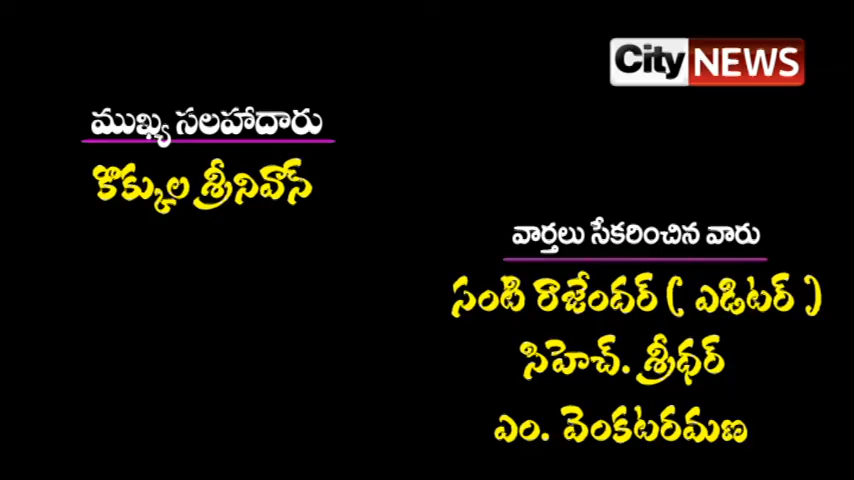 City NEWS
ముఖ్య సలహాదారు
కొక్కుల శ్రీనివాస్
వార్తలు సేకరించిన వారు
సంటి రాజేందర్ ( ఎడిటర్ )
సిహెచ్. శ్రీధర్
ఎం. వెంకటరమణ